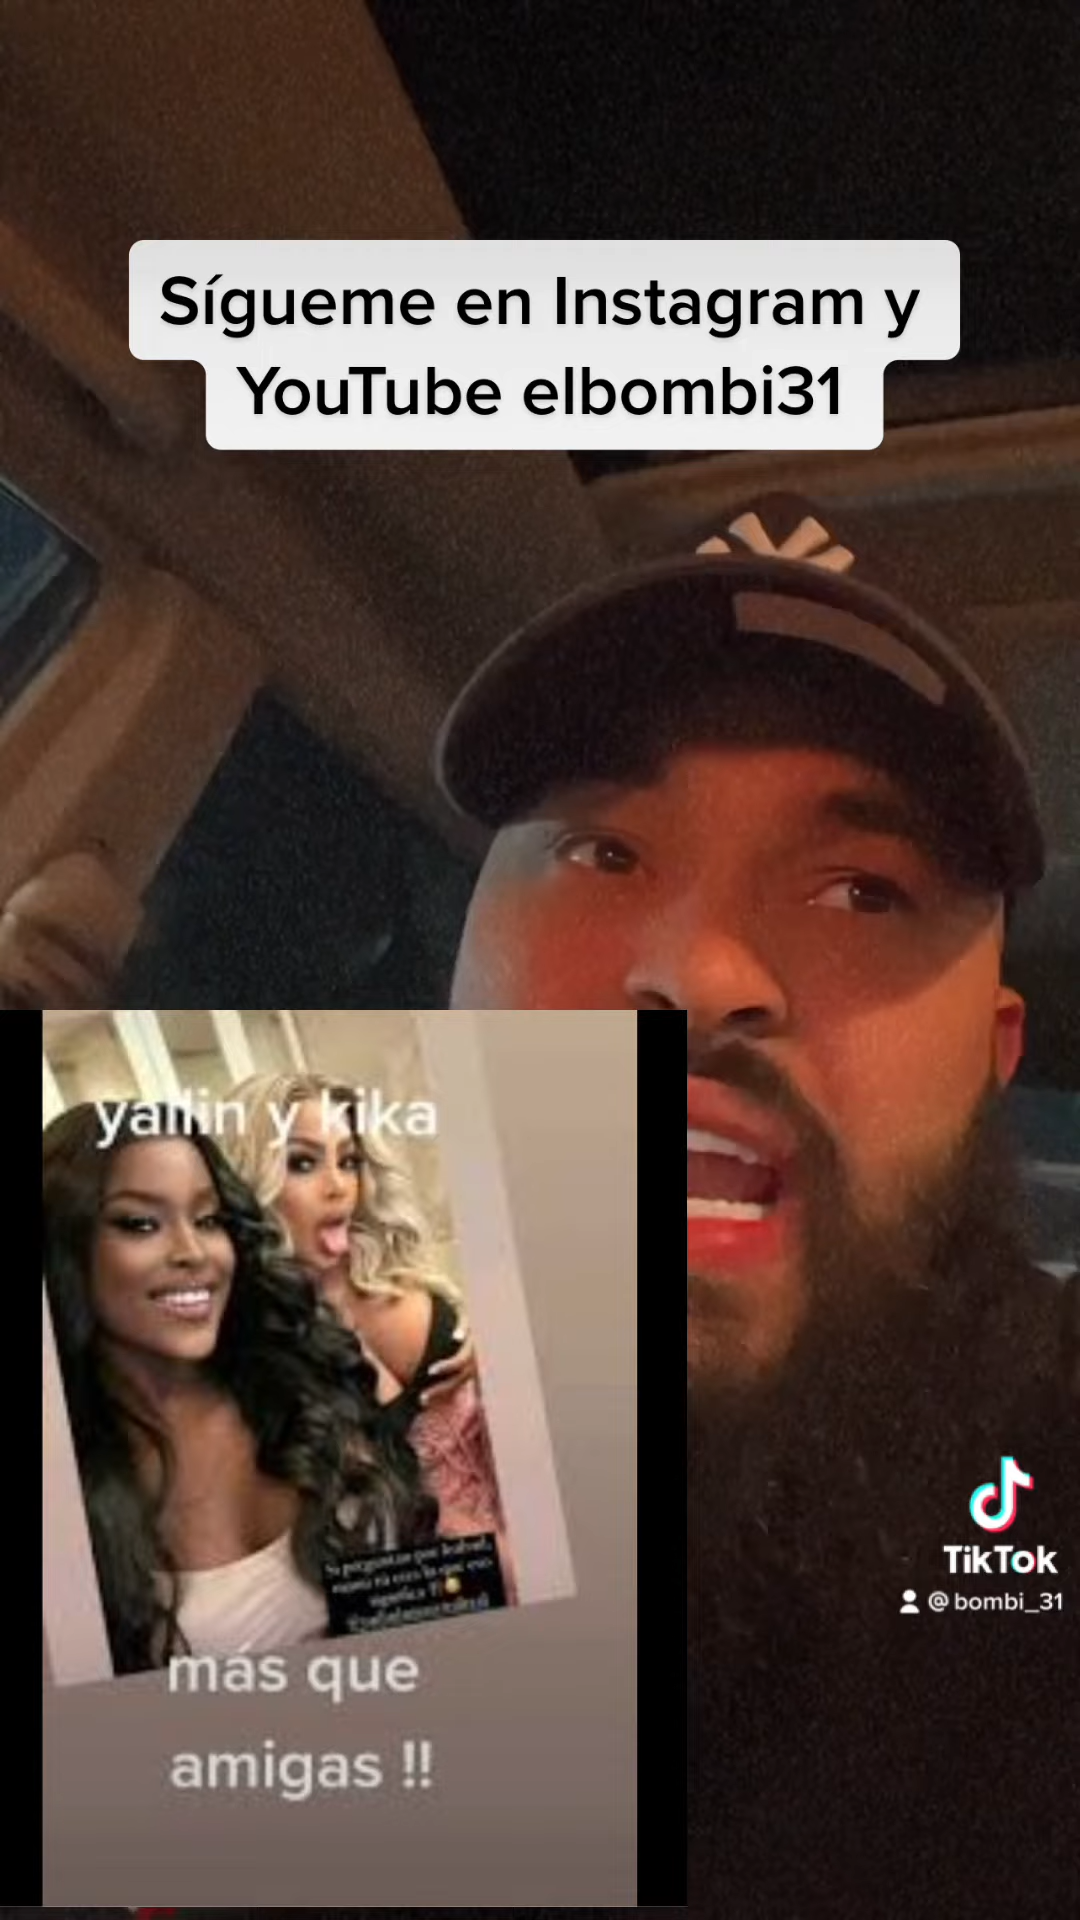 Sígueme en Instagram y
YouTube elbombi31
yailin y kika
más que
amigas !!
TikTok
@bombi_31